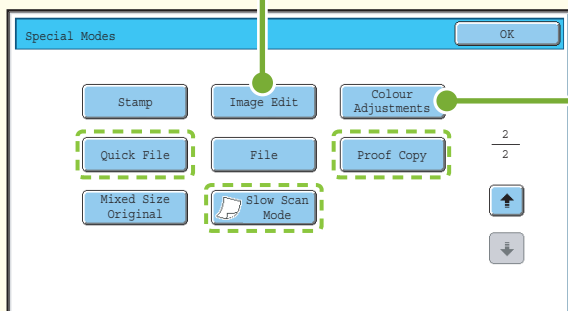 Special Modes
OK
Stamp
Image Edit
Colour
Adjustments
Quick File
File
Proof Copy
2
2
Mixed Size
Original
Slow Scan
Mode